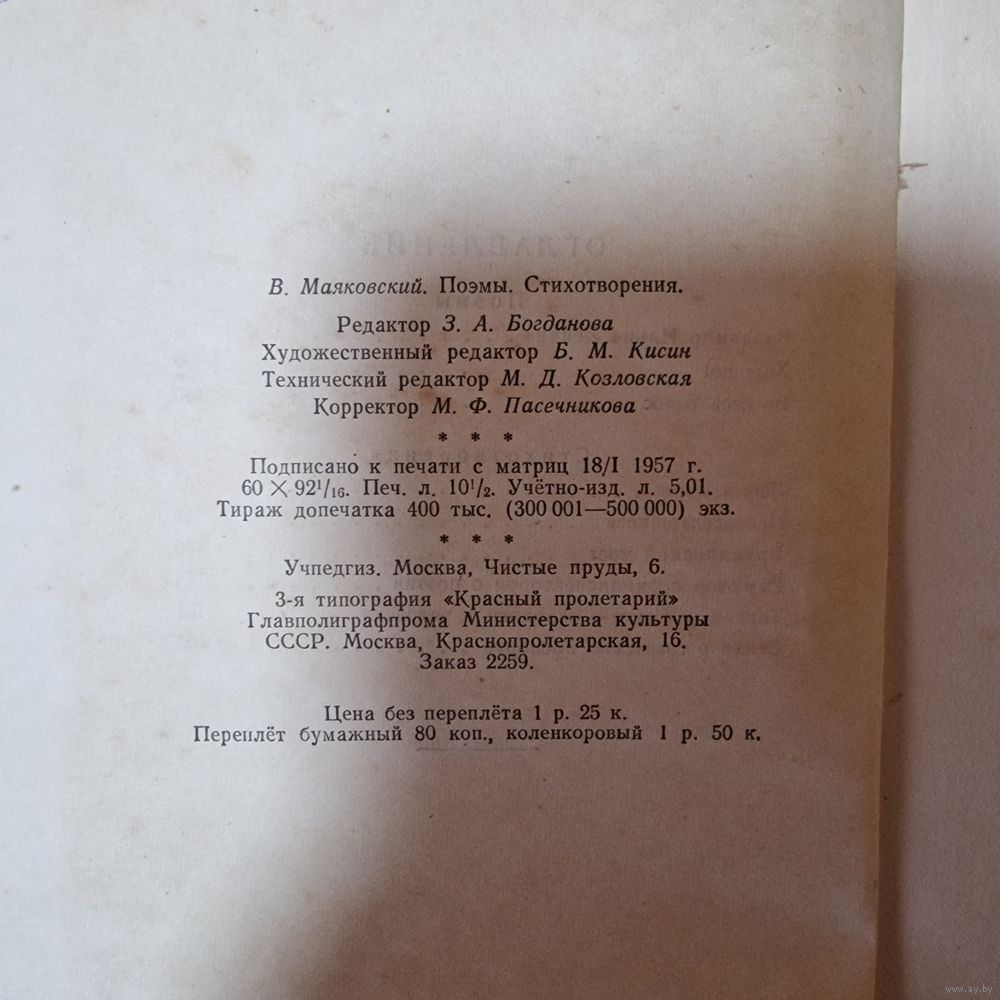 В. Маяковский. Поэмы. Стихотворения.
Редактор З. А. Богданова
Художественный редактор Б. М. Кисин
Технический редактор М. Д. Козловская
Корректор М. Ф. Пасечникова
* * *
Подписано к печати с матриц 18/I 1957 г.
60 × 92¹/₁₆. Печ. л. 10¹/₂. Учётно-изд. л. 5,01.
Тираж допечатка 400 тыс. (300 001—500 000) экз.
* * *
Учпедгиз. Москва, Чистые пруды, 6.
3-я типография «Красный пролетарий»
Главполиграфпрома Министерства культуры
СССР. Москва, Краснопролетарская, 16.
Заказ 2259.
Цена без переплёта 1 р. 25 к.
Переплёт бумажный 80 коп., коленкоровый 1 р. 50 к.
www.ay.by